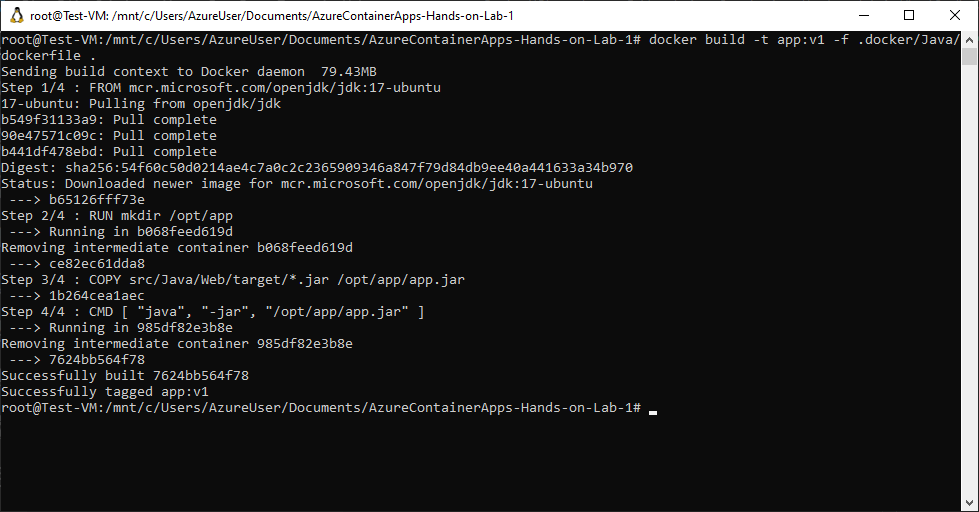 root@Test-VM: /mnt/c/Users/AzureUser/Documents/AzureContainerApps-Hands-on-Lab-1
root@Test-VM:/mnt/c/Users/AzureUser/Documents/AzureContainerApps-Hands-on-Lab-1# docker build -t app:v1 -f .docker/Java/
dockerfile .
Sending build context to Docker daemon  79.43MB
Step 1/4 : FROM mcr.microsoft.com/openjdk/jdk:17-ubuntu
17-ubuntu: Pulling from openjdk/jdk
b549f31133a9: Pull complete
90e47571c09c: Pull complete
b441df478ebd: Pull complete
Digest: sha256:54f60c50d0214ae4c7a0c2c2365909346a847f79d84db9ee40a441633a34b970
Status: Downloaded newer image for mcr.microsoft.com/openjdk/jdk:17-ubuntu
 ---> b65126fff73e
Step 2/4 : RUN mkdir /opt/app
 ---> Running in b068feed619d
Removing intermediate container b068feed619d
 ---> ce82ec61dda8
Step 3/4 : COPY src/Java/Web/target/*.jar /opt/app/app.jar
 ---> 1b264cea1aec
Step 4/4 : CMD [ "java", "-jar", "/opt/app/app.jar" ]
 ---> Running in 985df82e3b8e
Removing intermediate container 985df82e3b8e
 ---> 7624bb564f78
Successfully built 7624bb564f78
Successfully tagged app:v1
root@Test-VM:/mnt/c/Users/AzureUser/Documents/AzureContainerApps-Hands-on-Lab-1#